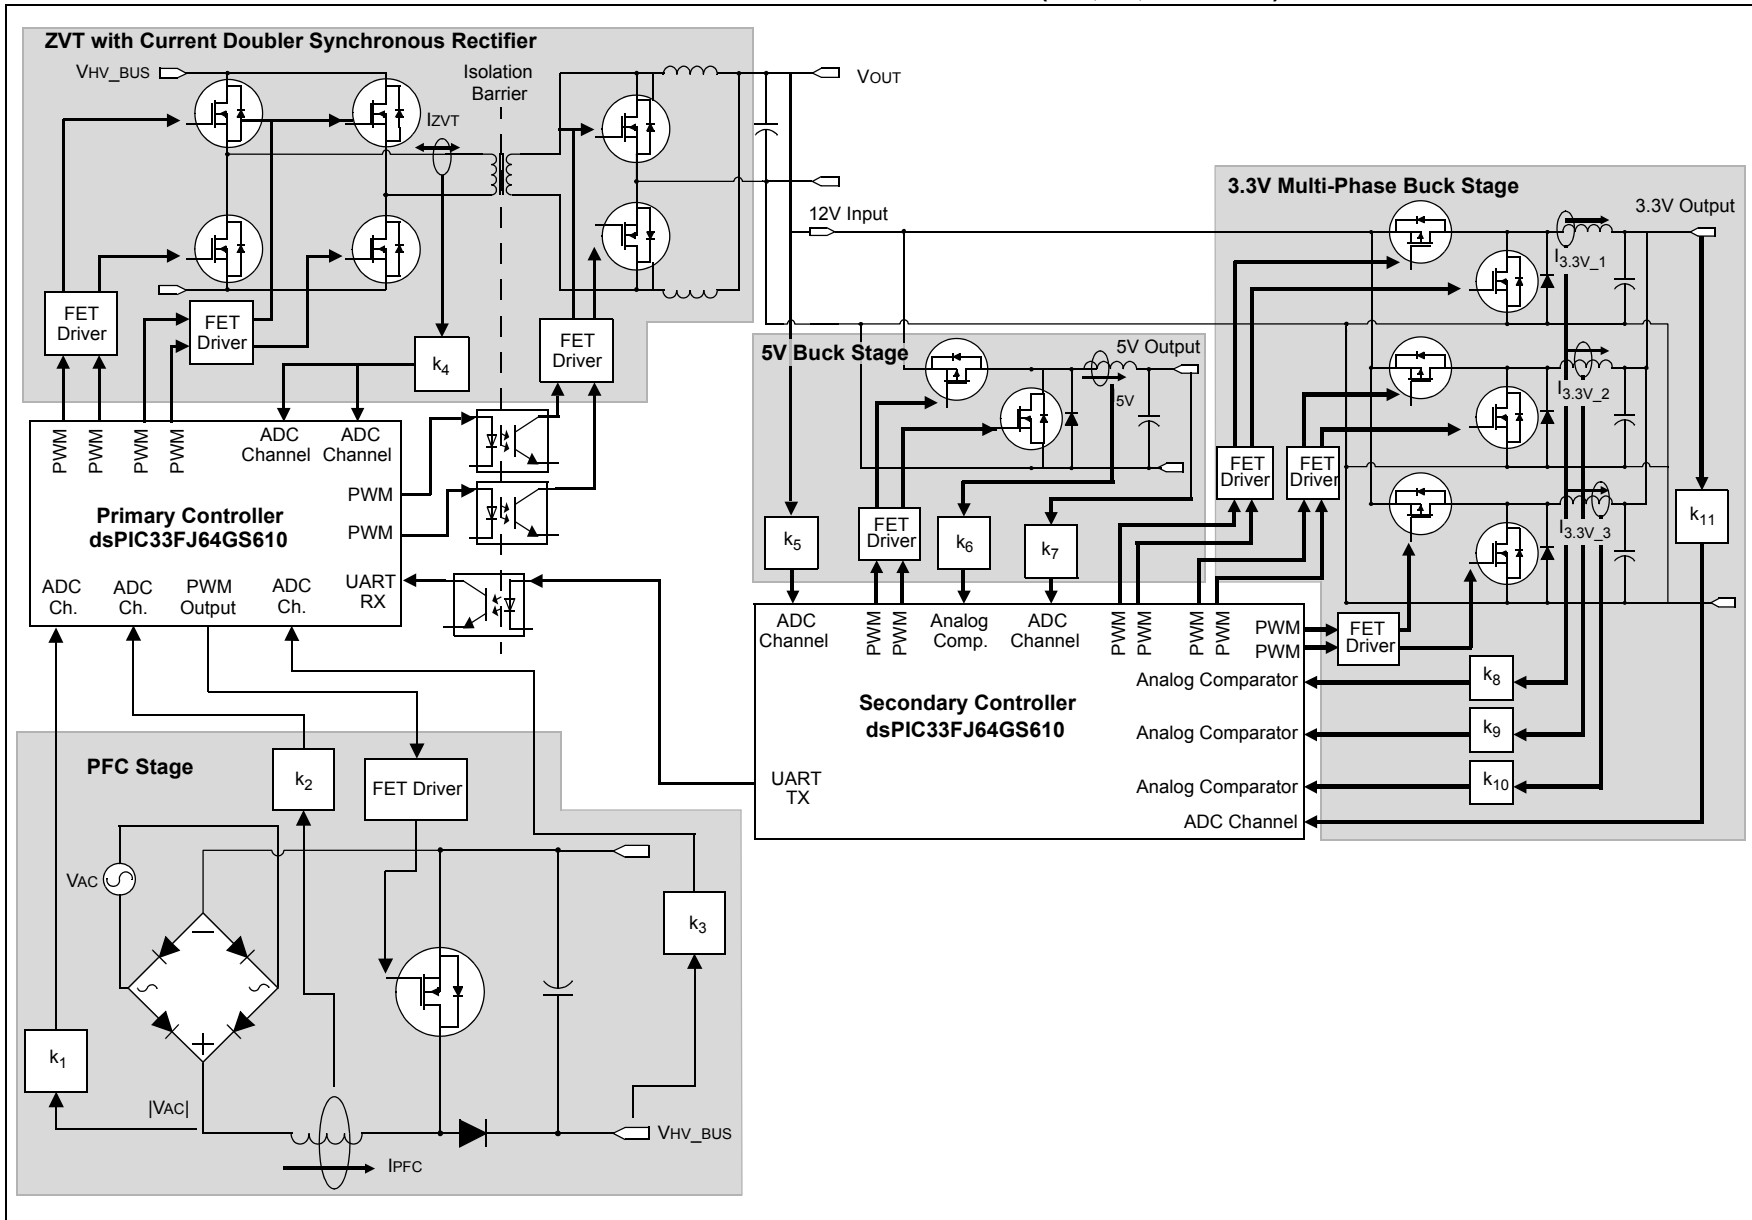 ZVT with Current Doubler Synchronous Rectifier
VHV_BUS
Isolation
Barrier
VOUT
IZVT
FET
Driver
FET
Driver
FET
Driver
k4
12V Input
3.3V Multi-Phase Buck Stage
3.3V Output
I3.3V_1
I3.3V_2
I3.3V_3
5V Buck Stage
5V Output
5V
FET
Driver
FET
Driver
k11
k5
FET
Driver
k6
k7
PWM
PWM
PWM
PWM
ADC
Channel
ADC
Channel
PWM
PWM
Primary Controller
dsPIC33FJ64GS610
ADC
Ch.
ADC
Ch.
PWM
Output
ADC
Ch.
UART
RX
ADC
Channel
PWM
PWM
Analog
Comp.
ADC
Channel
PWM
PWM
PWM
PWM
PWM
PWM
FET
Driver
Analog Comparator
k8
Secondary Controller
dsPIC33FJ64GS610
Analog Comparator
k9
UART
TX
Analog Comparator
k10
ADC Channel
PFC Stage
k2
FET Driver
VAC
k3
k1
|VAC|
VHV_BUS
IPFC